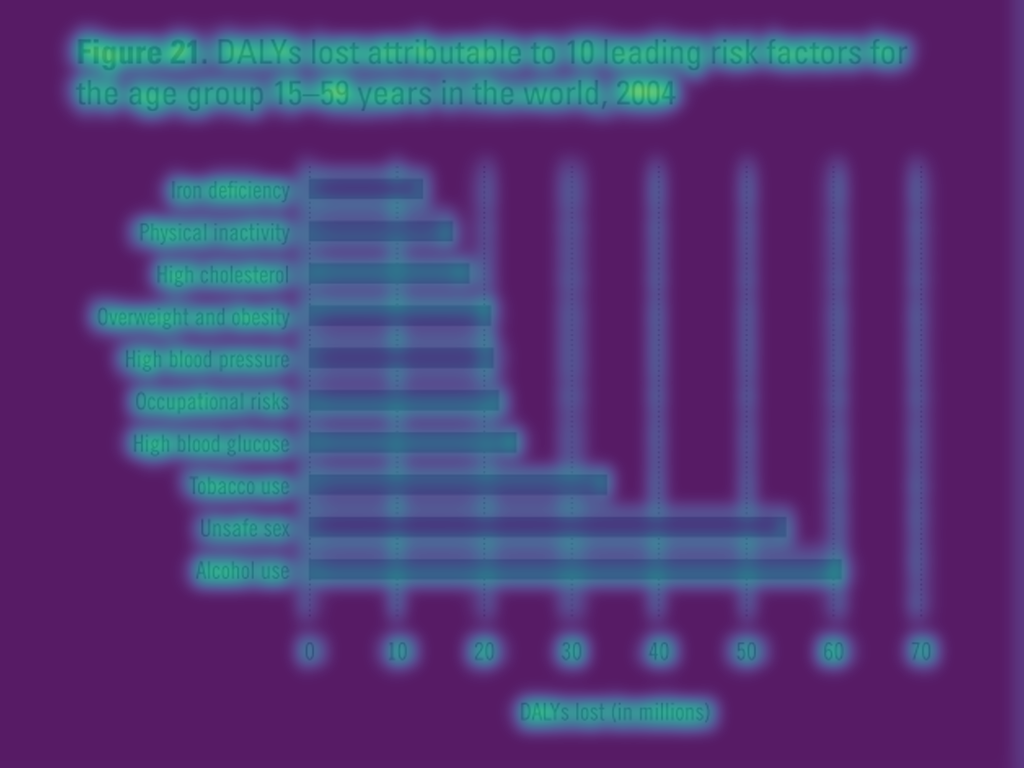 Figure 21. DALYs lost attributable to 10 leading risk factors for
the age group 15–59 years in the world, 2004
Iron deficiency
Physical inactivity
High cholesterol
Overweight and obesity
High blood pressure
Occupational risks
High blood glucose
Tobacco use
Unsafe sex
Alcohol use
0 10 20 30 40 50 60 70
DALYs lost (in millions)